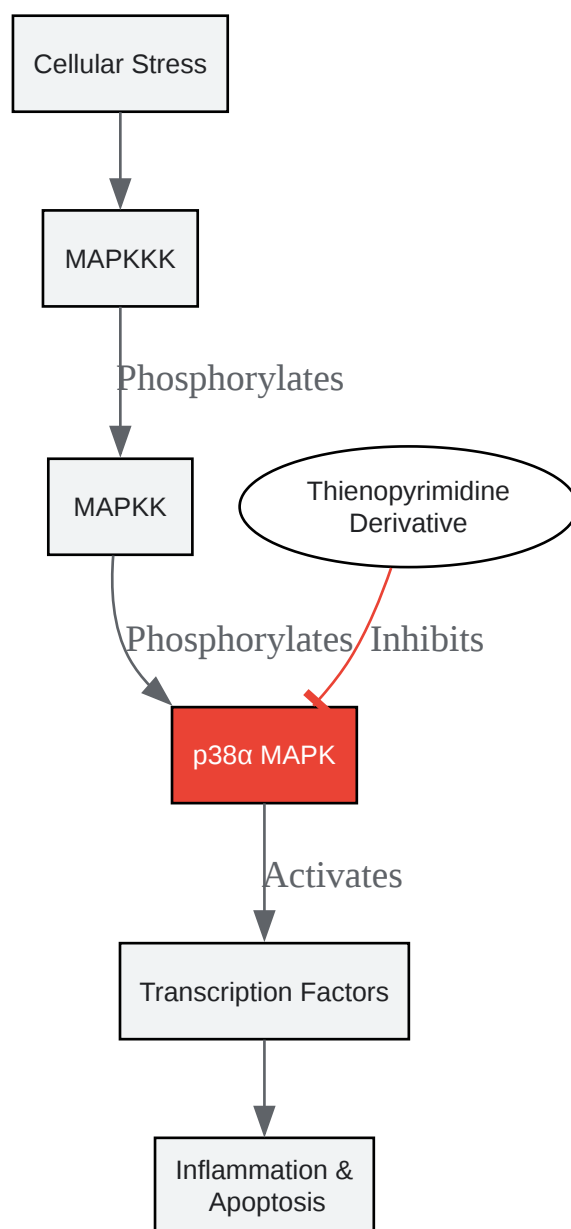 Cellular Stress
MAPKKK
Phosphorylates
MAPKK
Thienopyrimidine
Derivative
Phosphorylates
Inhibits
p38α MAPK
Activates
Transcription Factors
Inflammation &
Apoptosis